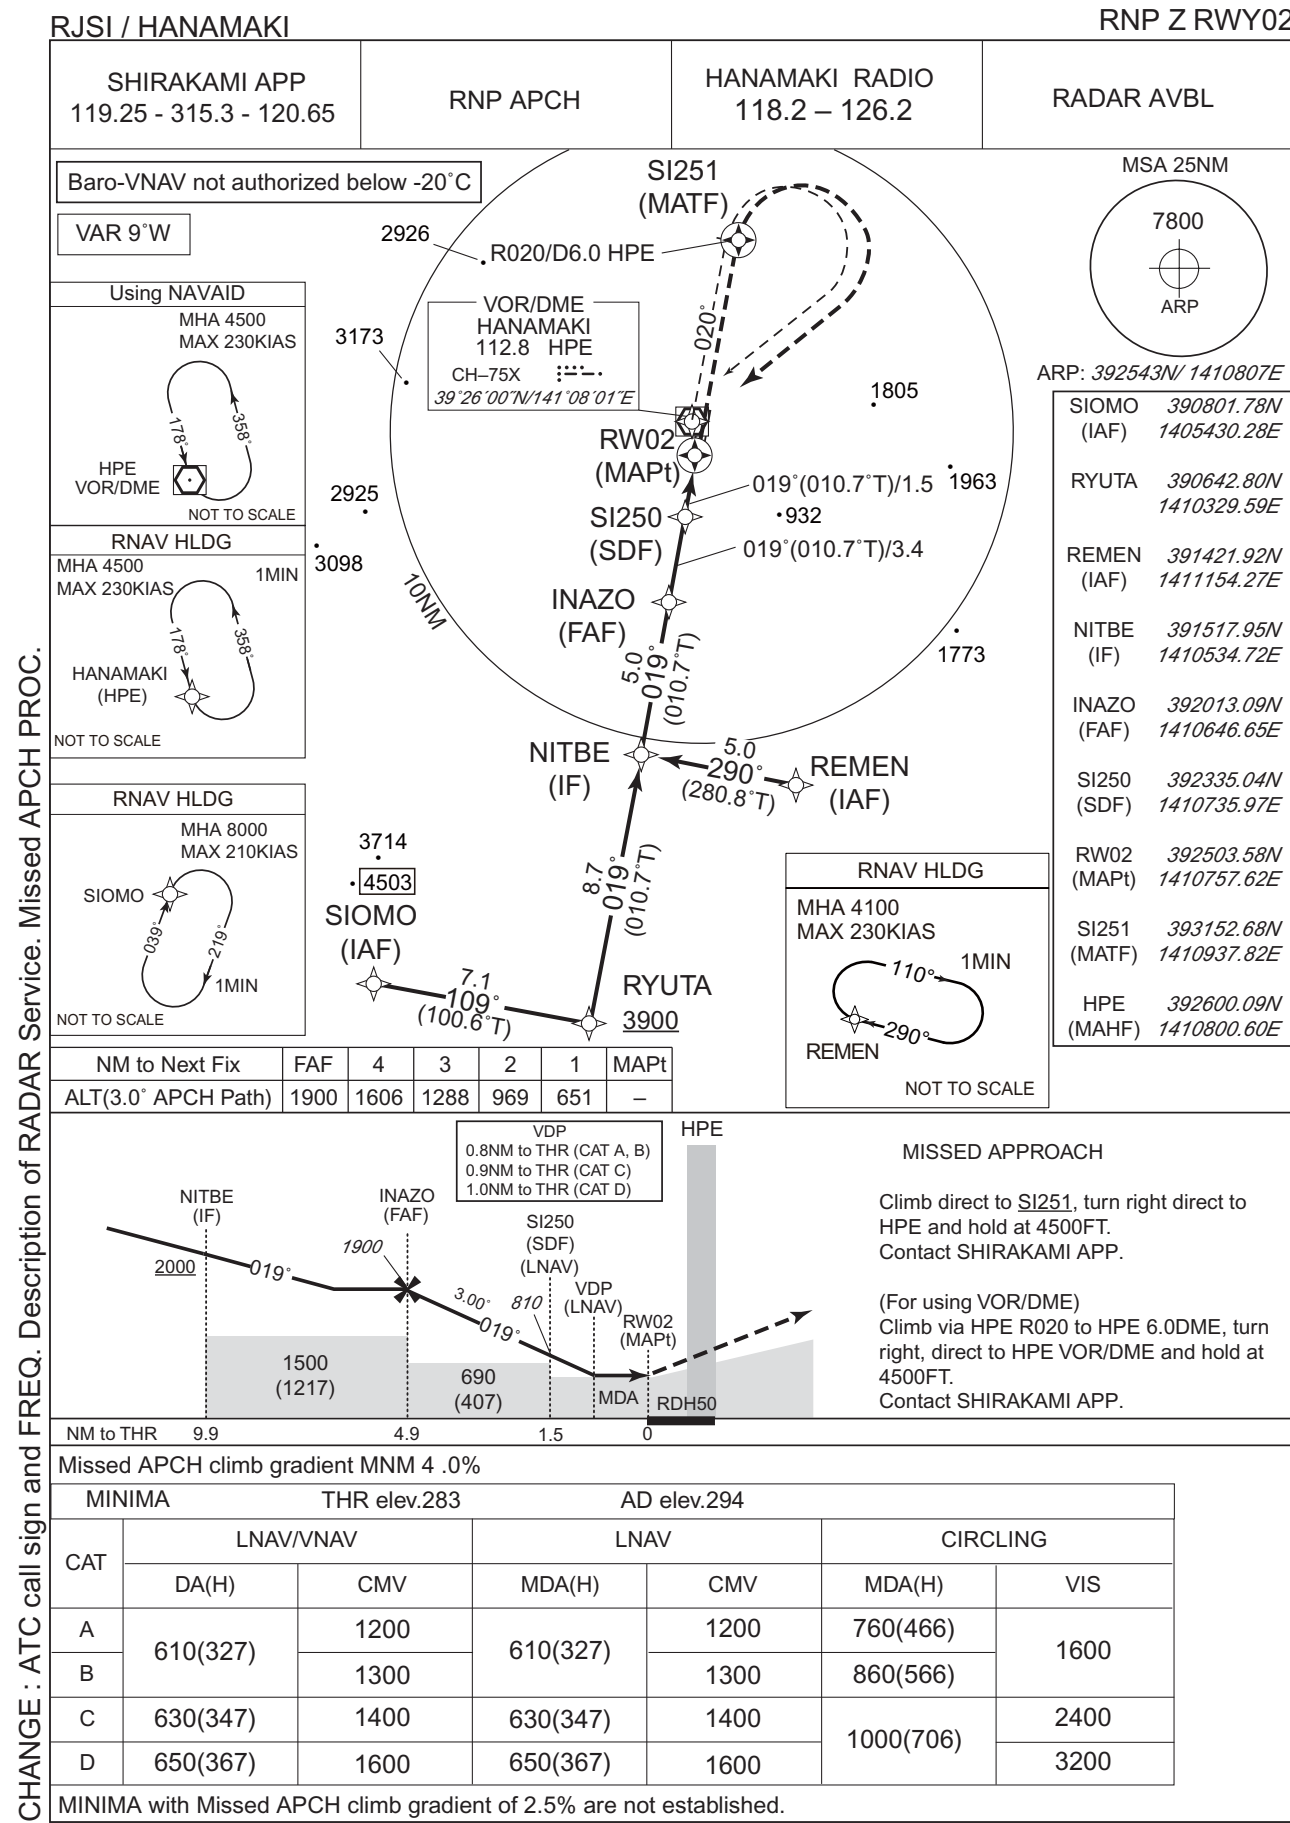 RJSI / HANAMAKI
RNP Z RWY02
SHIRAKAMI APP
119.25 - 315.3 - 120.65
RNP APCH
HANAMAKI RADIO
118.2 – 126.2
RADAR AVBL
Baro-VNAV not authorized below -20˚C
VAR 9˚W
SI251
(MATF)
2926
R020/D6.0 HPE
MSA 25NM
7800
ARP
ARP: 392543N/ 1410807E
Using NAVAID
MHA 4500
MAX 230KIAS
178˚
358˚
HPE
VOR/DME
NOT TO SCALE
VOR/DME
HANAMAKI
112.8 HPE
CH–75X
39˚26´00˝N/141˚08´01˝E
020˚
3173
1805
RW02
(MAPt)
019˚(010.7˚T)/1.5
1963
2925
SI250
(SDF)
932
019˚(010.7˚T)/3.4
3098
10NM
INAZO
(FAF)
1773
5.0
019˚
(010.7˚T)
RNAV HLDG
MHA 4500
MAX 230KIAS
1MIN
178˚
358˚
HANAMAKI
(HPE)
NOT TO SCALE
NITBE
(IF)
5.0
290˚
(280.8˚T)
REMEN
(IAF)
RNAV HLDG
MHA 8000
MAX 210KIAS
SIOMO
039˚
219˚
1MIN
NOT TO SCALE
3714
4503
SIOMO
(IAF)
8.7
019˚
(010.7˚T)
7.1
109˚
(100.6˚T)
RYUTA
3900
RNAV HLDG
MHA 4100
MAX 230KIAS
110˚
1MIN
290˚
REMEN
NOT TO SCALE
SIOMO 390801.78N
(IAF) 1405430.28E
RYUTA 390642.80N
1410329.59E
REMEN 391421.92N
(IAF) 1411154.27E
NITBE 391517.95N
(IF) 1410534.72E
INAZO 392013.09N
(FAF) 1410646.65E
SI250 392335.04N
(SDF) 1410735.97E
RW02 392503.58N
(MAPt) 1410757.62E
SI251 393152.68N
(MATF) 1410937.82E
HPE 392600.09N
(MAHF) 1410800.60E
NM to Next Fix FAF 4 3 2 1 MAPt
ALT(3.0˚ APCH Path) 1900 1606 1288 969 651 –
VDP
0.8NM to THR (CAT A, B)
0.9NM to THR (CAT C)
1.0NM to THR (CAT D)
HPE
NITBE
(IF)
INAZO
(FAF)
SI250
(SDF)
(LNAV)
VDP
(LNAV)
RW02
(MAPt)
2000
019˚
1900
3.00˚
019˚
810
1500
(1217)
690
(407)
MDA
RDH50
NM to THR 9.9 4.9 1.5 0
MISSED APPROACH
Climb direct to SI251, turn right direct to
HPE and hold at 4500FT.
Contact SHIRAKAMI APP.
(For using VOR/DME)
Climb via HPE R020 to HPE 6.0DME, turn
right, direct to HPE VOR/DME and hold at
4500FT.
Contact SHIRAKAMI APP.
Missed APCH climb gradient MNM 4 .0%
MINIMA THR elev.283 AD elev.294
CAT LNAV/VNAV LNAV CIRCLING
DA(H) CMV MDA(H) CMV MDA(H) VIS
A 610(327) 1200 610(327) 1200 760(466) 1600
B 1300 1300 860(566)
C 630(347) 1400 630(347) 1400 1000(706) 2400
D 650(367) 1600 650(367) 1600 3200
MINIMA with Missed APCH climb gradient of 2.5% are not established.
CHANGE : ATC call sign and FREQ. Description of RADAR Service. Missed APCH PROC.